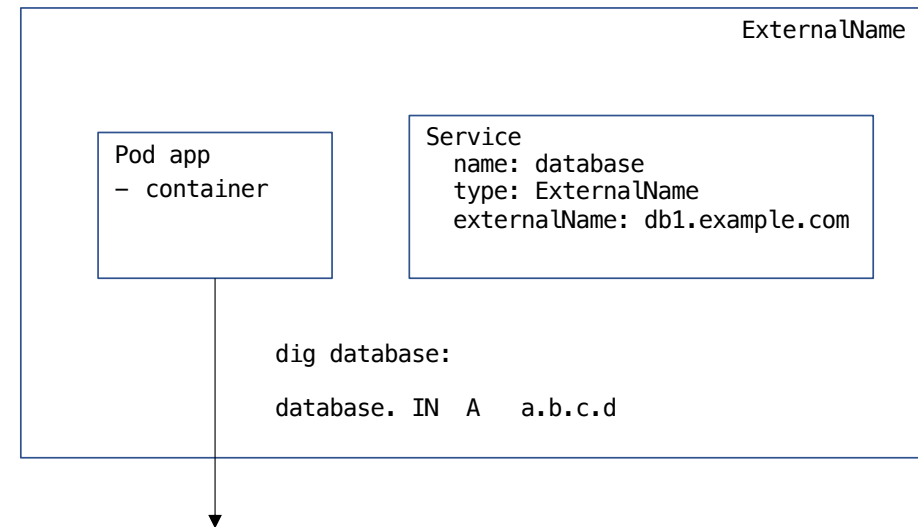 ExternalName
Pod app
– container
Service
name: database
type: ExternalName
externalName: db1.example.com
dig database:
database. IN A a.b.c.d